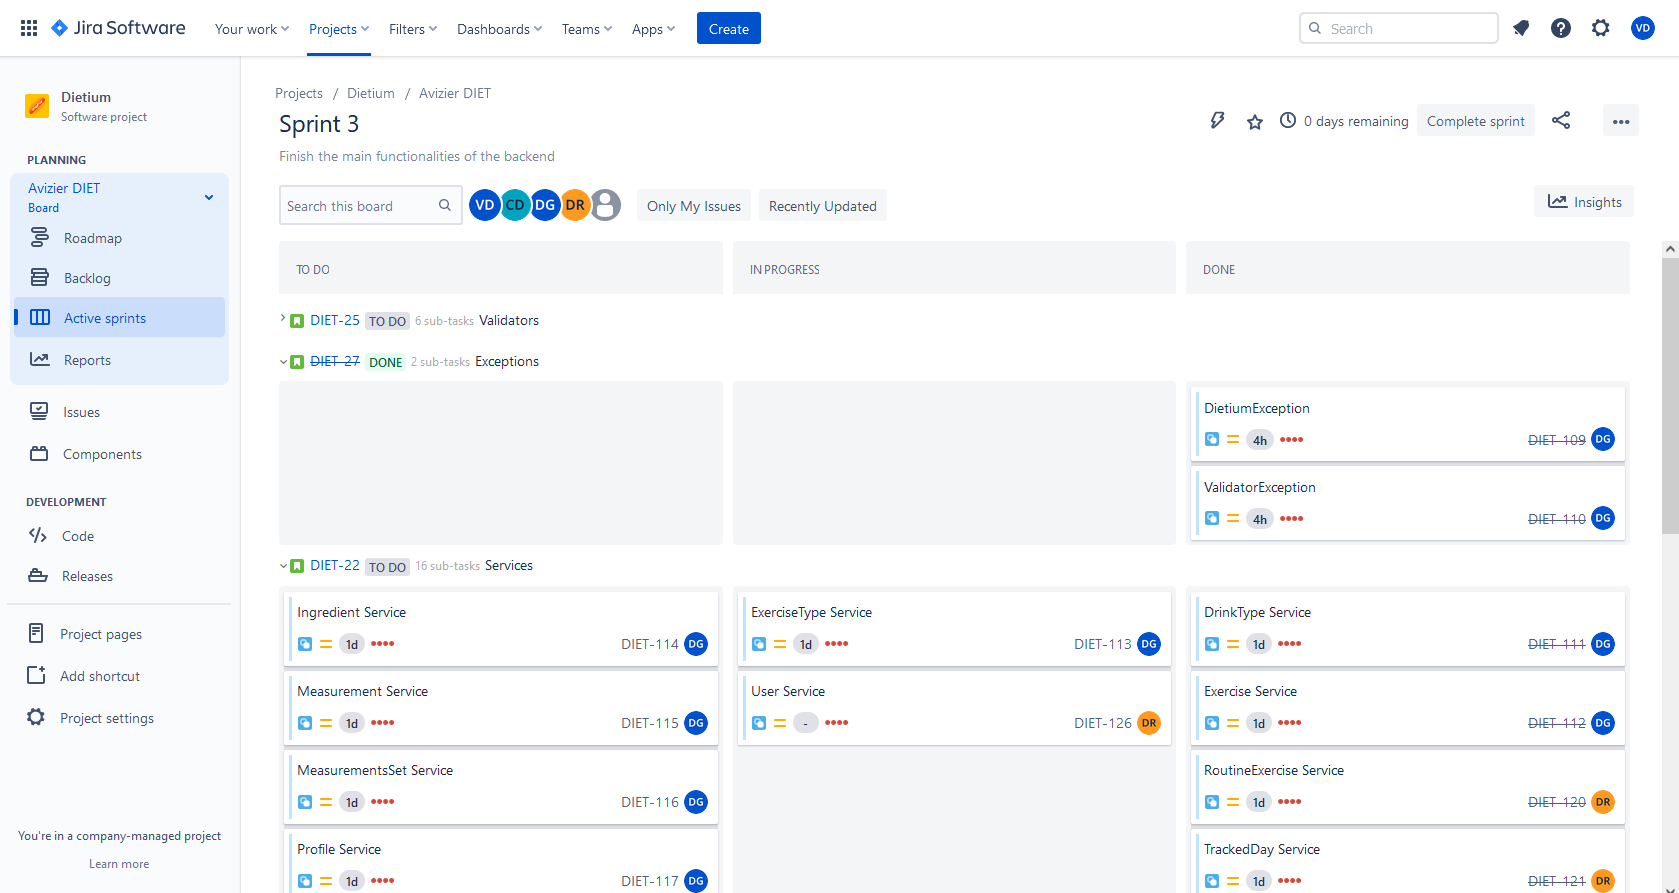 Jira Software
Your work
Projects
Filters
Dashboards
Teams
Apps
Create
Search
VD
Dietium
Software project
PLANNING
Avizier DIET
Board
Roadmap
Backlog
Active sprints
Reports
Issues
Components
DEVELOPMENT
Code
Releases
Project pages
Add shortcut
Project settings
You're in a company-managed project
Learn more
Projects / Dietium / Avizier DIET
Sprint 3
0 days remaining
Complete sprint
Finish the main functionalities of the backend
Search this board
VD
CD
DG
DR
Only My Issues
Recently Updated
Insights
TO DO
IN PROGRESS
DONE
DIET-25 TO DO 6 sub-tasks Validators
DIET-27 DONE 2 sub-tasks Exceptions
DietiumException
4h DIET-109 DG
ValidatorException
4h DIET-110 DG
DIET-22 TO DO 16 sub-tasks Services
Ingredient Service
1d DIET-114 DG
Measurement Service
1d DIET-115 DG
MeasurementsSet Service
1d DIET-116 DG
Profile Service
1d DIET-117 DG
ExerciseType Service
1d DIET-113 DG
User Service
- DIET-126 DR
DrinkType Service
1d DIET-111 DG
Exercise Service
1d DIET-112 DG
RoutineExercise Service
1d DIET-120 DR
TrackedDay Service
1d DIET-121 DR